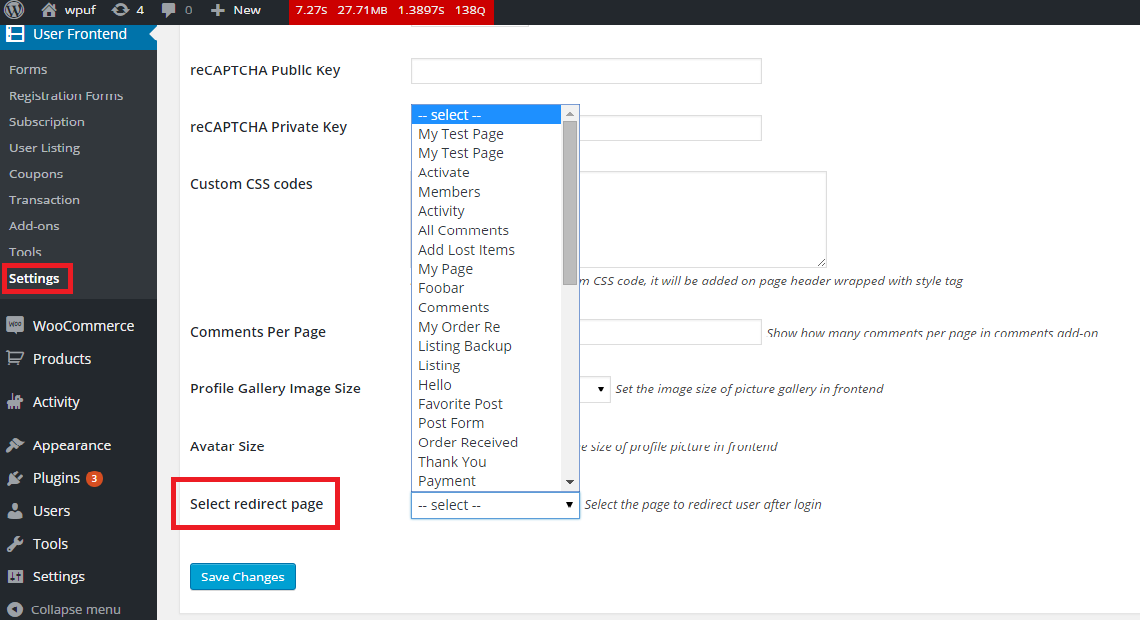 wpuf 4 0 New 7.27s 27.71MB 1.3897s 138Q
User Frontend
Forms
Registration Forms
Subscription
User Listing
Coupons
Transaction
Add-ons
Tools
Settings
WOO WooCommerce
Products
Activity
Appearance
Plugins 3
Users
Tools
Settings
Collapse menu
reCAPTCHA Public Key
reCAPTCHA Private Key
Custom CSS codes
m CSS code, it will be added on page header wrapped with style tag
Comments Per Page
Show how many comments per page in comments add-on
Profile Gallery Image Size
Set the image size of picture gallery in frontend
Avatar Size
e size of profile picture in frontend
-- select --
My Test Page
My Test Page
Activate
Members
Activity
All Comments
Add Lost Items
My Page
Foobar
Comments
My Order Re
Listing Backup
Listing
Hello
Favorite Post
Post Form
Order Received
Thank You
Payment
Select redirect page
-- select --
Select the page to redirect user after login
Save Changes